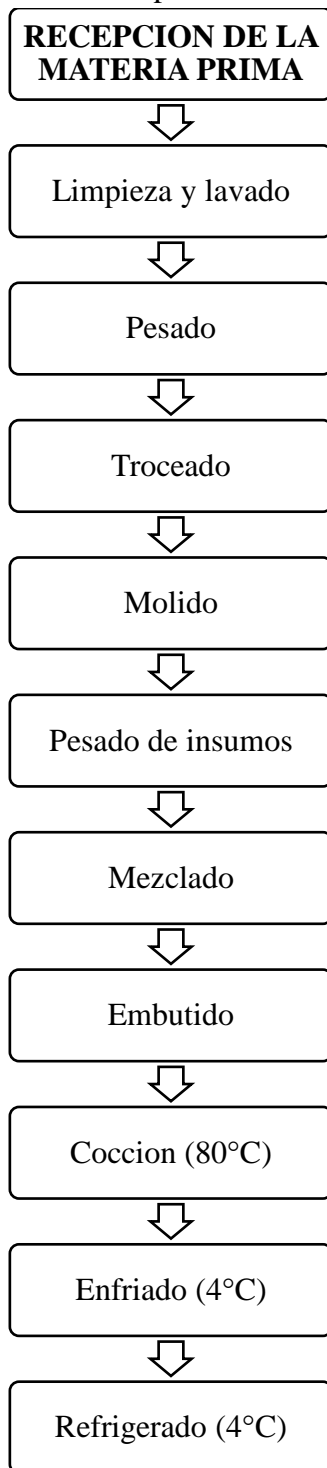 RECEPCION DE LA
MATERIA PRIMA
Limpieza y lavado
Pesado
Troceado
Molido
Pesado de insumos
Mezclado
Embutido
Coccion (80°C)
Enfriado (4°C)
Refrigerado (4°C)